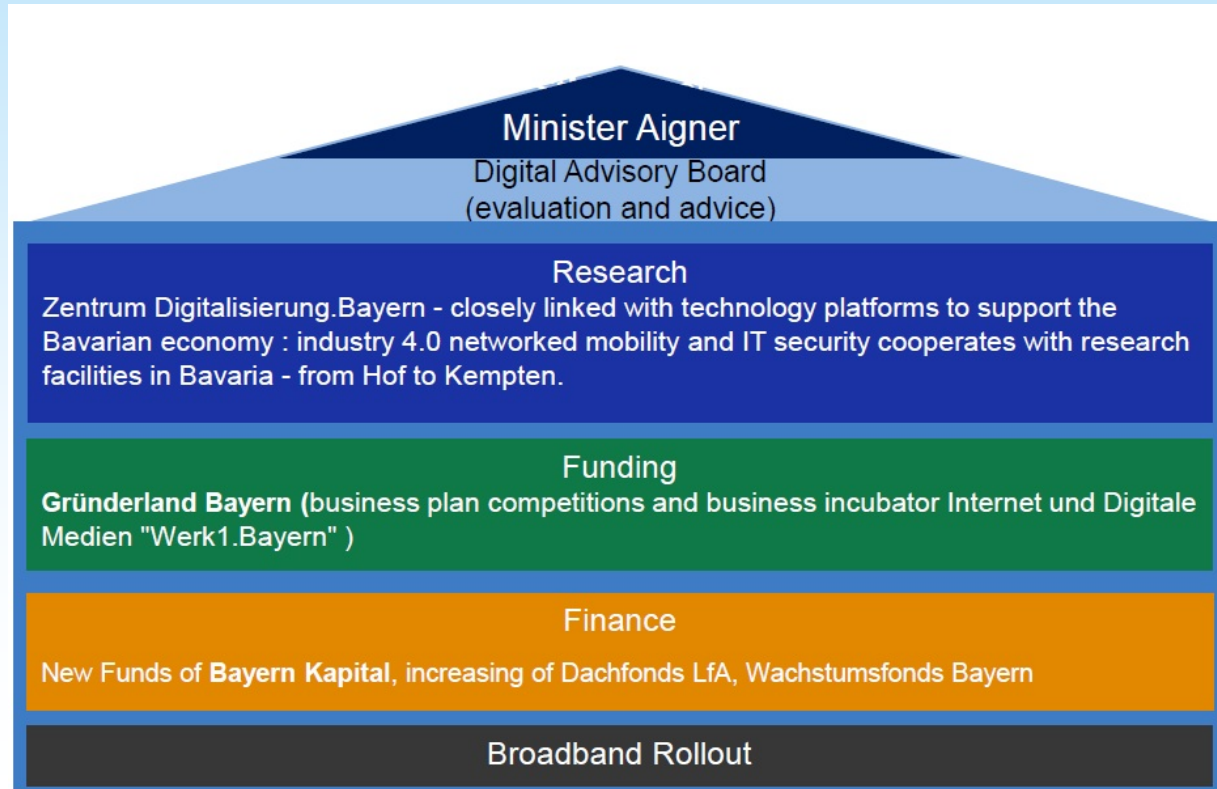 Minister Aigner
Digital Advisory Board
(evaluation and advice)
Research
Zentrum Digitalisierung.Bayern - closely linked with technology platforms to support the
Bavarian economy : industry 4.0 networked mobility and IT security cooperates with research
facilities in Bavaria - from Hof to Kempten.
Funding
Gründerland Bayern (business plan competitions and business incubator Internet und Digitale
Medien "Werk1.Bayern" )
Finance
New Funds of Bayern Kapital, increasing of Dachfonds LfA, Wachstumsfonds Bayern
Broadband Rollout